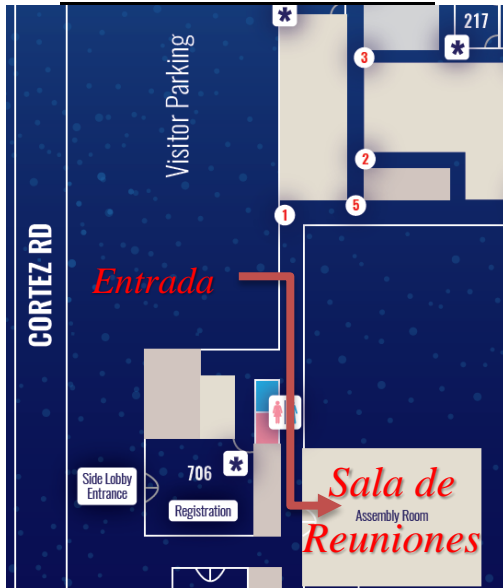 *
217
*
Visitor Parking
3
2
5
1
CORTEZ RD
Entrada
706
*
Side Lobby
Entrance
Registration
Sala de
Assembly Room
Reuniones